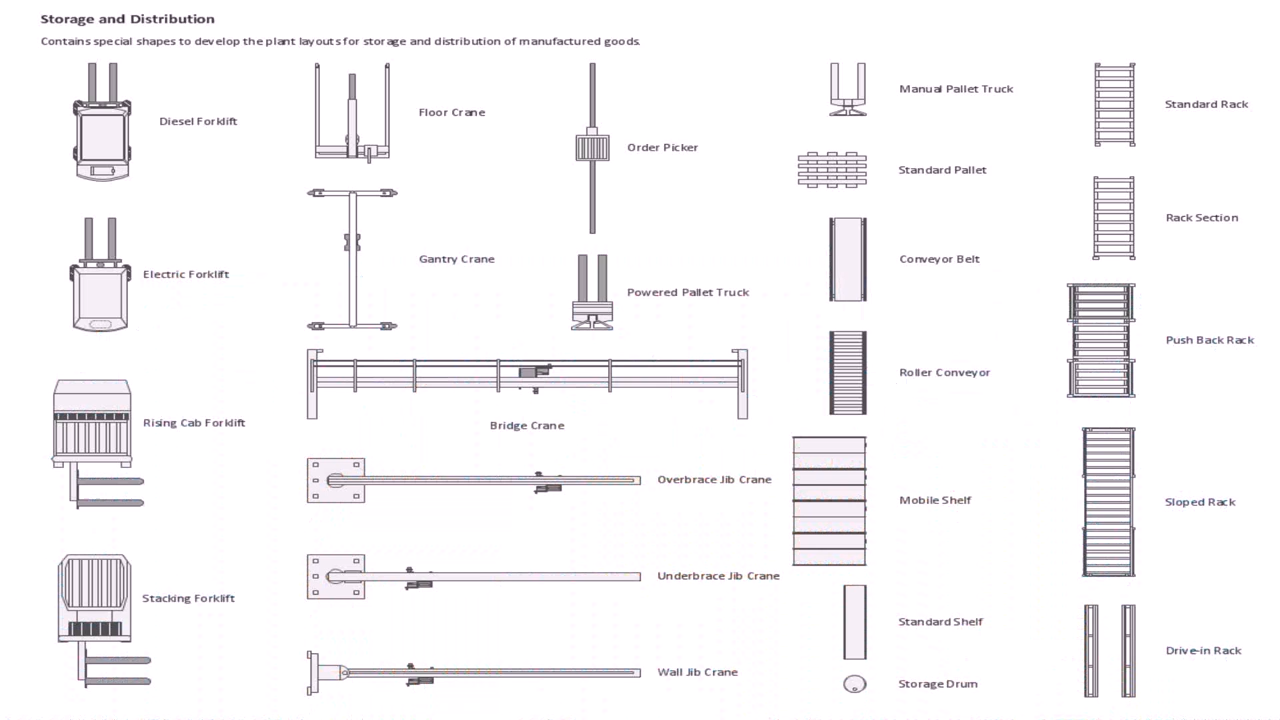 Storage and Distribution
Contains special shapes to develop the plant layouts for storage and distribution of manufactured goods.
Diesel Forklift
Electric Forklift
Rising Cab Forklift
Stacking Forklift
Floor Crane
Gantry Crane
Order Picker
Powered Pallet Truck
Bridge Crane
Overbrace Jib Crane
Underbrace Jib Crane
Wall Jib Crane
Manual Pallet Truck
Standard Pallet
Conveyor Belt
Roller Conveyor
Mobile Shelf
Standard Shelf
Storage Drum
Standard Rack
Rack Section
Push Back Rack
Sloped Rack
Drive-in Rack